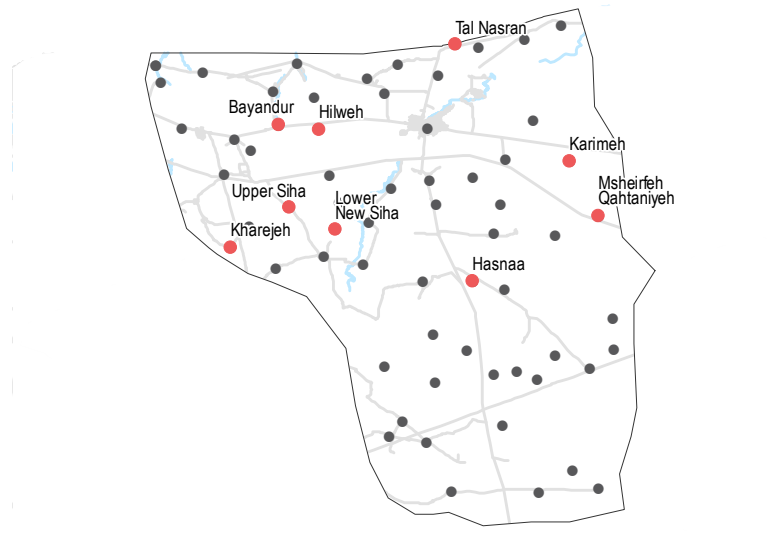 Tal Nasran
Bayandur
Hilweh
Karimeh
Msheirfeh
Qahtaniyeh
Upper Siha
Lower
New Siha
Kharejeh
Hasnaa